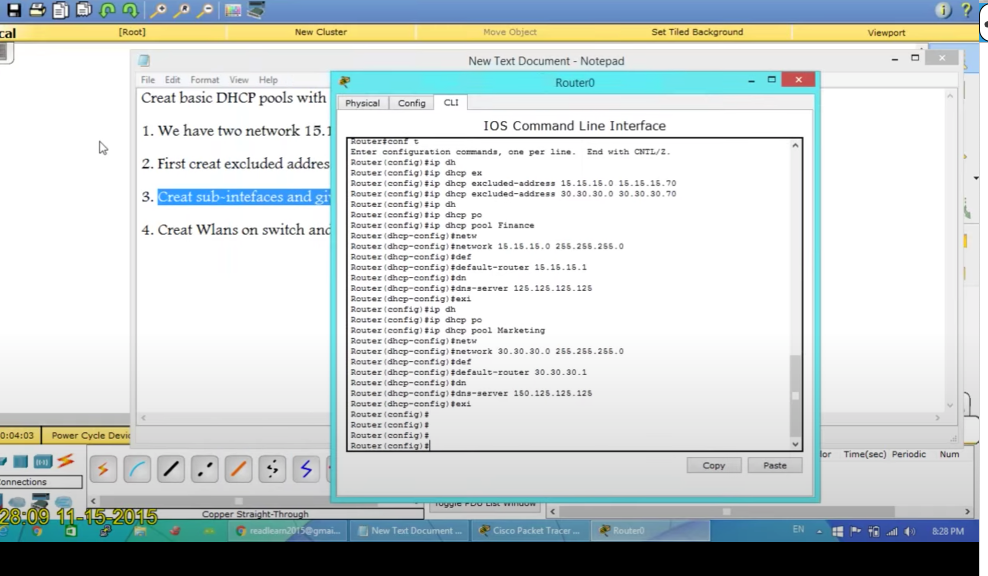 cal [Root] New Cluster Move Object Set Tiled Background Viewport
New Text Document - Notepad
File Edit Format View Help
Creat basic DHCP pools with
1. We have two network 15.1
2. First creat excluded addres
3. Creat sub-intefaces and gi
4. Creat Wlans on switch and
Router0
Physical Config CLI
IOS Command Line Interface
Router#conf t
Enter configuration commands, one per line. End with CNTL/Z.
Router(config)#ip dh
Router(config)#ip dhcp ex
Router(config)#ip dhcp excluded-address 15.15.15.0 15.15.15.70
Router(config)#ip dhcp excluded-address 30.30.30.0 30.30.30.70
Router(config)#ip dh
Router(config)#ip dhcp po
Router(config)#ip dhcp pool Finance
Router(dhcp-config)#netw
Router(dhcp-config)#network 15.15.15.0 255.255.255.0
Router(dhcp-config)#def
Router(dhcp-config)#default-router 15.15.15.1
Router(dhcp-config)#dn
Router(dhcp-config)#dns-server 125.125.125.125
Router(dhcp-config)#exi
Router(config)#ip dh
Router(config)#ip dhcp po
Router(config)#ip dhcp pool Marketing
Router(dhcp-config)#netw
Router(dhcp-config)#network 30.30.30.0 255.255.255.0
Router(dhcp-config)#def
Router(dhcp-config)#default-router 30.30.30.1
Router(dhcp-config)#dn
Router(dhcp-config)#dns-server 150.125.125.125
Router(dhcp-config)#exi
Router(config)#
Router(config)#
Router(config)#
Router(config)#
Copy Paste
0:04:03 Power Cycle Devic
Time(sec) Periodic Num
onnections
Copper Straight-Through
Toggle PDU List Window
28:09 11-15-2015
readlearn2015@gmai... New Text Document ... Cisco Packet Tracer ... Router0 EN 8:28 PM